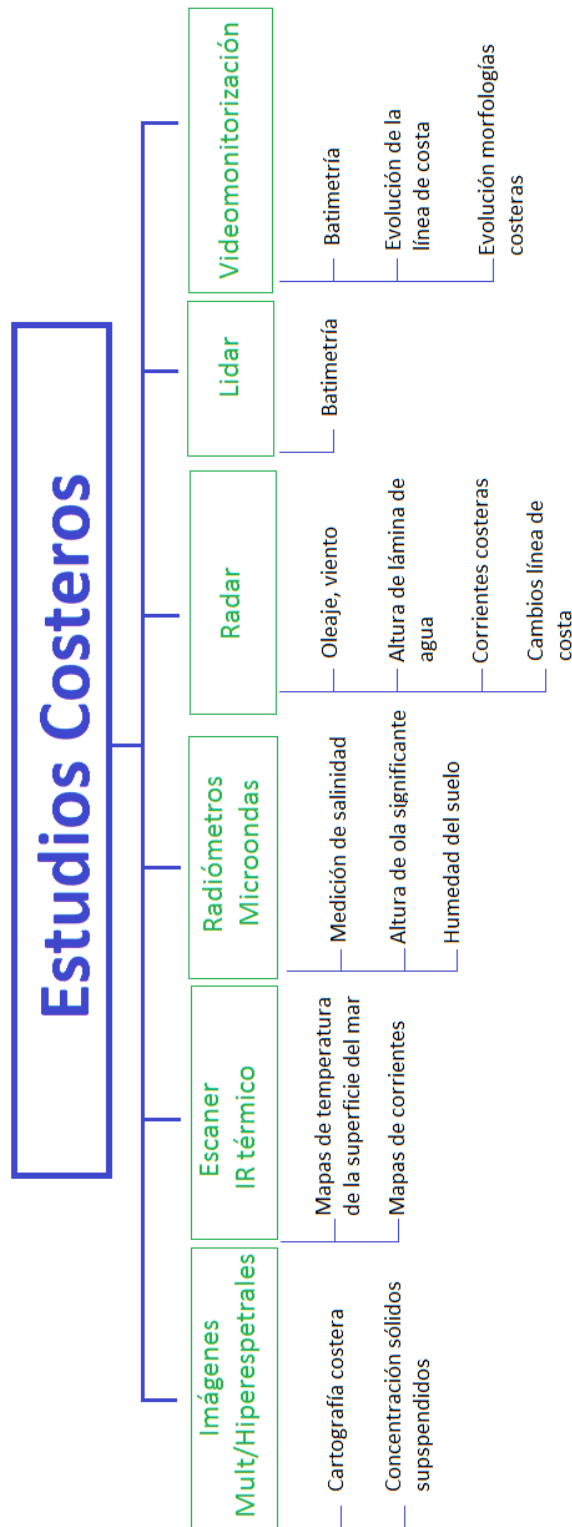 Estudios Costeros
Imágenes
Mult/Hiperespetrales
Cartografía costera
Concentración sólidos
supspendidos
Escaner
IR térmico
Mapas de temperatura
de la superficie del mar
Mapas de corrientes
Radiómetros
Microondas
Medición de salinidad
Altura de ola significante
Humedad del suelo
Radar
Oleaje, viento
Altura de lámina de
agua
Corrientes costeras
Cambios línea de
costa
Lidar
Batimetría
Videomonitorización
Batimetría
Evolución de la
línea de costa
Evolución morfologías
costeras